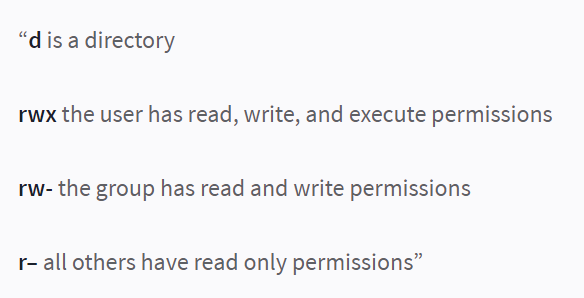 “d is a directory
rwx the user has read, write, and execute permissions
rw- the group has read and write permissions
r– all others have read only permissions”